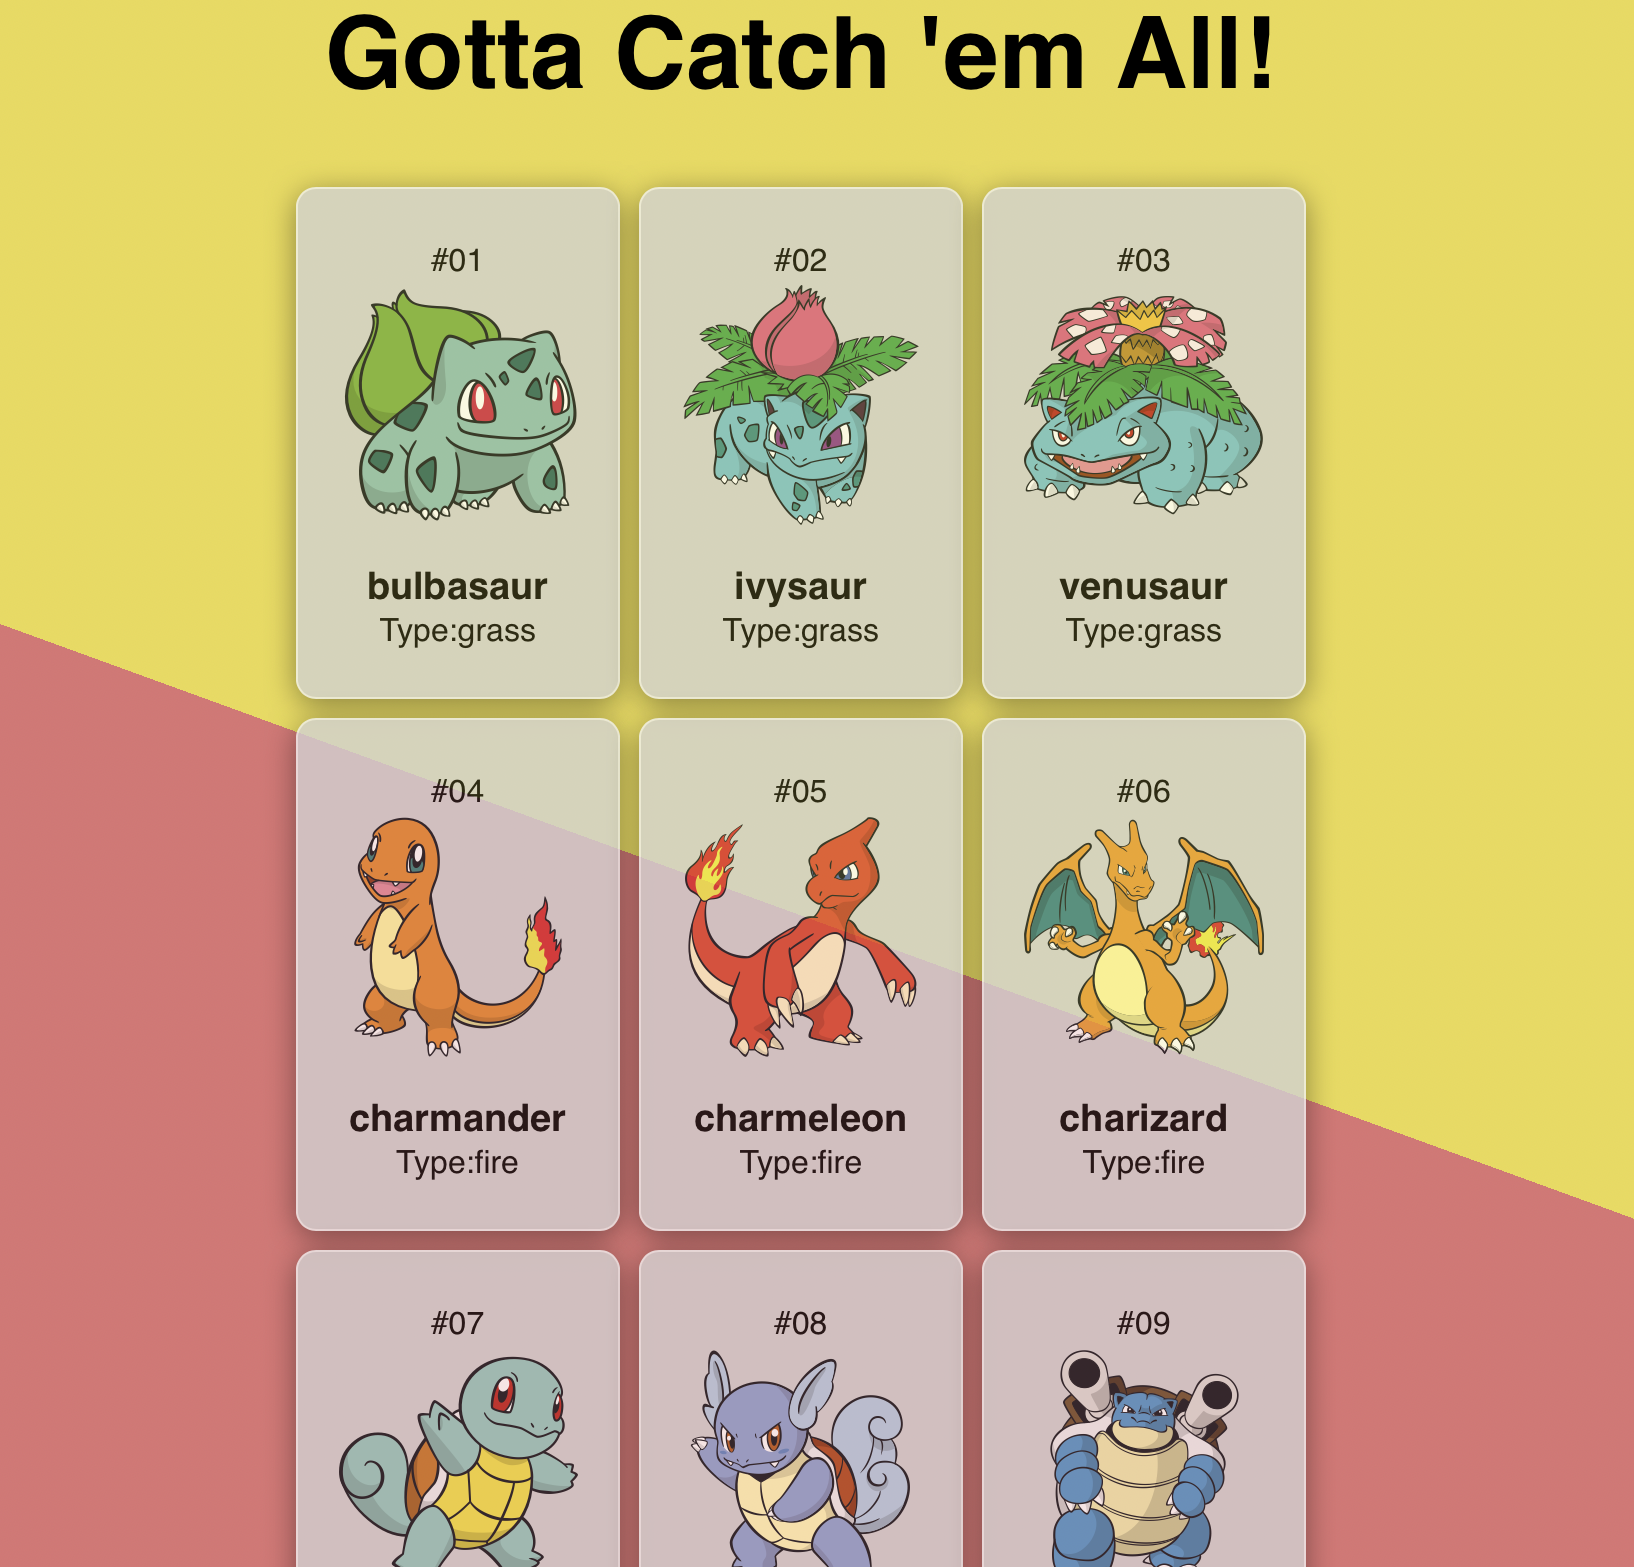 Gotta Catch 'em All!
#01
#02
#03
bulbasaur
ivysaur
venusaur
Type:grass
Type:grass
Type:grass
#04
#05
#06
charmander
charmeleon
charizard
Type:fire
Type:fire
Type:fire
#07
#08
#09